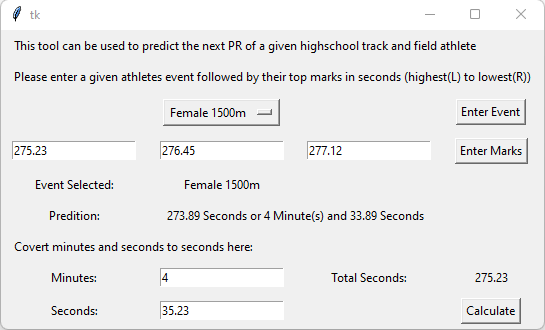 tk
This tool can be used to predict the next PR of a given highschool track and field athlete
Please enter a given athletes event followed by their top marks in seconds (highest(L) to lowest(R))
Female 1500m Enter Event
275.23 276.45 277.12 Enter Marks
Event Selected: Female 1500m
Predition: 273.89 Seconds or 4 Minute(s) and 33.89 Seconds
Covert minutes and seconds to seconds here:
Minutes: 4 Total Seconds: 275.23
Seconds: 35.23 Calculate